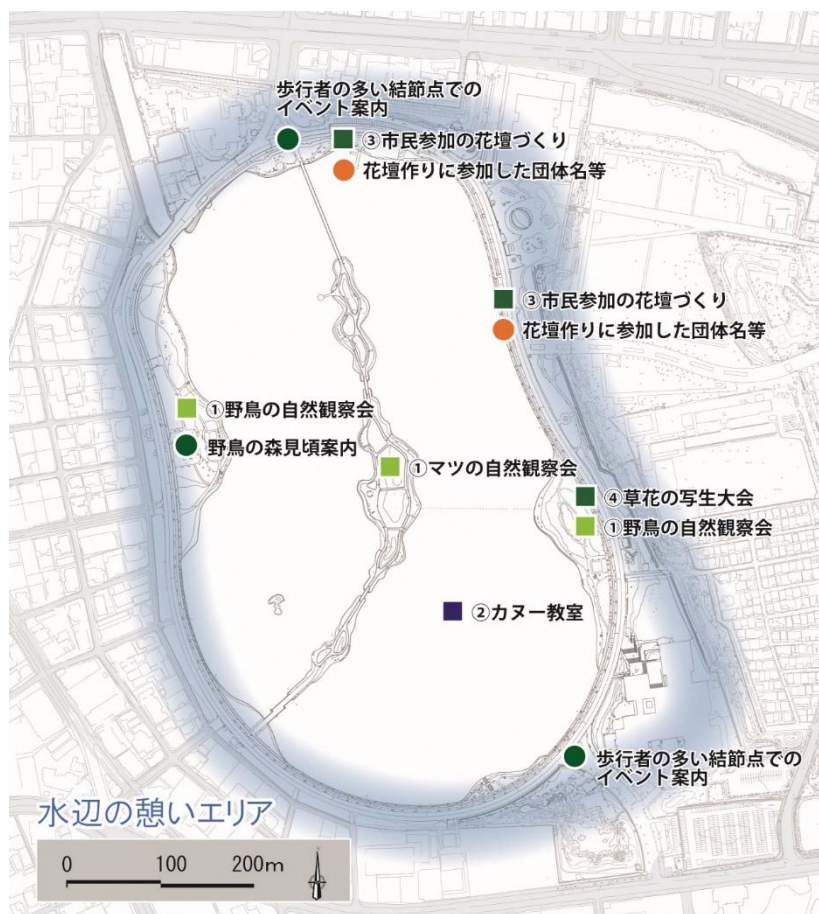 歩行者の多い結節点での
イベント案内
③市民参加の花壇づくり
花壇作りに参加した団体名等
③市民参加の花壇づくり
花壇作りに参加した団体名等
①野鳥の自然観察会
野鳥の森見頃案内
①マツの自然観察会
④草花の写生大会
①野鳥の自然観察会
②カヌー教室
歩行者の多い結節点での
イベント案内
水辺の憩いエリア
0 100 200m